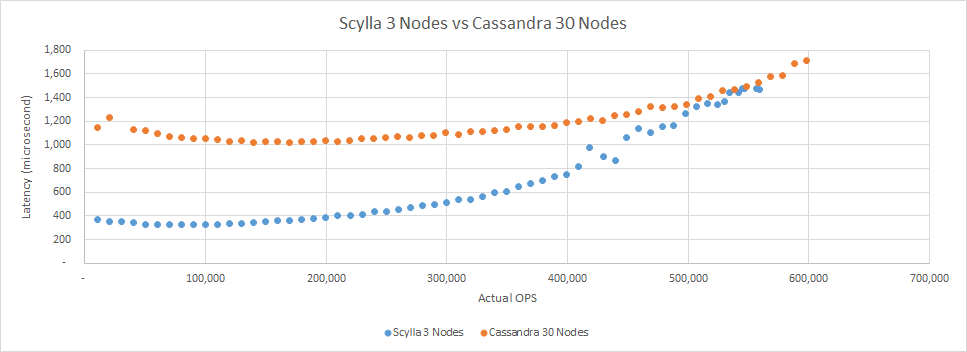 Scylla 3 Nodes vs Cassandra 30 Nodes
1,800
1,600
1,400
1,200
1,000
800
600
400
200
-
Latency (microsecond)
- 100,000 200,000 300,000 400,000 500,000 600,000 700,000
Actual OPS
Scylla 3 Nodes Cassandra 30 Nodes